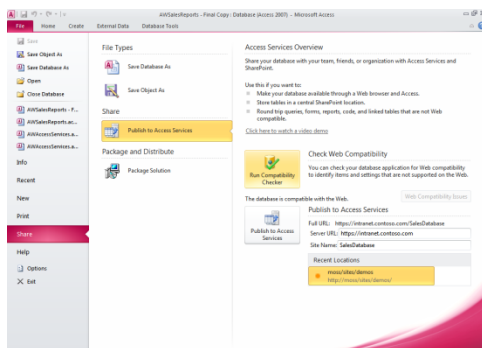 AWSalesReports - Final Copy : Database (Access 2007) - Microsoft Access
File Home Create External Data Database Tools
Save
Save Object As
Save Database As
Open
Close Database
AWSalesReports - F...
AWSalesReports.ac...
AWAccessServices.a...
AWAccessServices.a...
Info
Recent
New
Print
Share
Help
Options
Exit
File Types
Save Database As
Save Object As
Share
Publish to Access Services
Package and Distribute
Package Solution
Access Services Overview
Share your database with your team, friends, or organization with Access Services and
SharePoint.
Use this if you want to:
Make your database available through a Web browser and Access.
Store tables in a central SharePoint location.
Round trip queries, forms, reports, code, and linked tables that are not Web
compatible.
Click here to watch a video demo
Run Compatibility
Checker
Check Web Compatibility
You can check your database application for Web compatibility
to identify items and settings that are not supported on the Web.
The database is compatible with the Web.
Web Compatibility Issues
Publish to Access
Services
Publish to Access Services
Full URL: https://intranet.contoso.com/SalesDatabase
Server URL: https://intranet.contoso.com
Site Name: SalesDatabase
Recent Locations
moss/sites/demos
http://moss/sites/demos/